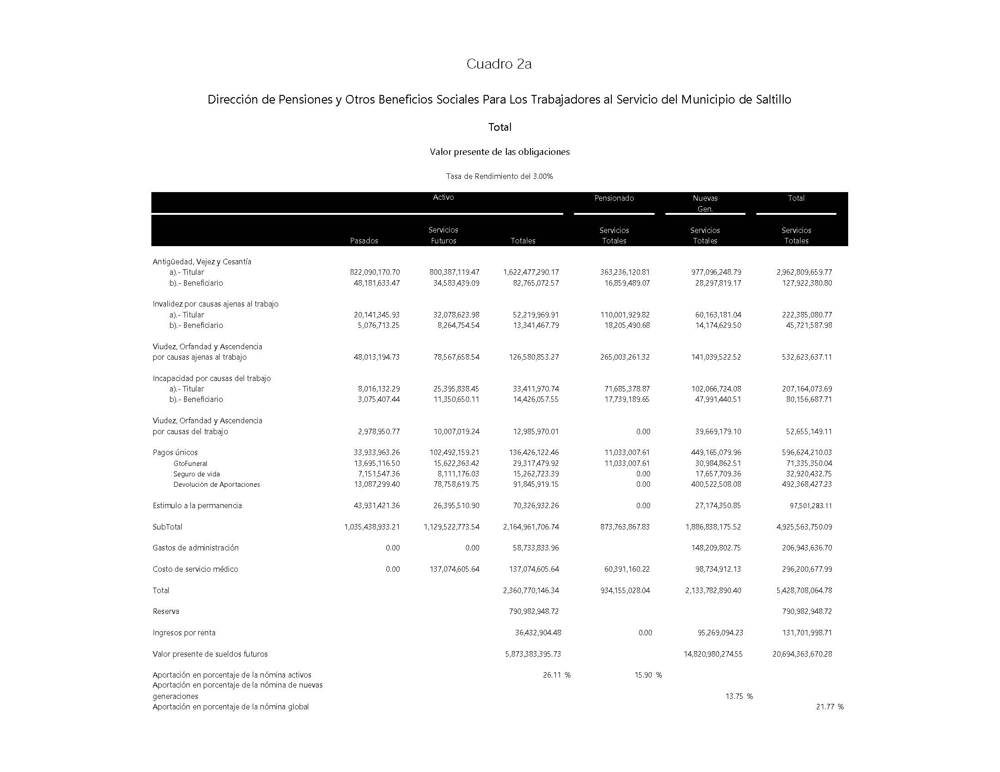 Cuadro 2a
Dirección de Pensiones y Otros Beneficios Sociales Para Los Trabajadores al Servicio del Municipio de Saltillo
Total
Valor presente de las obligaciones
Tasa de Rendimiento del 3.00%
Activo Pensionado Nuevas Total
Gen.
Servicios Servicios Servicios Servicios
Pasados Futuros Totales Totales Totales Totales
Antigüedad, Vejez y Cesantía
a).- Titular 822,090,170.70 800,387,119.47 1,622,477,290.17 363,236,120.81 977,096,248.79 2,962,809,659.77
b).- Beneficiario 48,181,633.47 34,583,439.09 82,765,072.57 16,859,489.07 28,297,819.17 127,922,380.80
Invalidez por causas ajenas al trabajo
a).- Titular 20,141,345.93 32,078,623.98 52,219,969.91 110,001,929.82 60,163,181.04 222,385,080.77
b).- Beneficiario 5,076,713.25 8,264,754.54 13,341,467.79 18,205,490.68 14,174,629.50 45,721,587.98
Viudez, Orfandad y Ascendencia
por causas ajenas al trabajo 48,013,194.73 78,567,658.54 126,580,853.27 265,003,261.32 141,039,522.52 532,623,637.11
Incapacidad por causas del trabajo
a).- Titular 8,016,132.29 25,395,838.45 33,411,970.74 71,685,378.87 102,066,724.08 207,164,073.69
b).- Beneficiario 3,075,407.44 11,350,650.11 14,426,057.55 17,739,189.65 47,991,440.51 80,156,687.71
Viudez, Orfandad y Ascendencia
por causas del trabajo 2,978,950.77 10,007,019.24 12,985,970.01 0.00 39,669,179.10 52,655,149.11
Pagos únicos 33,933,963.26 102,492,159.21 136,426,122.46 11,033,007.61 449,165,079.96 596,624,210.03
GtoFuneral 13,695,116.50 15,622,363.42 29,317,479.92 11,033,007.61 30,984,862.51 71,335,350.04
Seguro de vida 7,151,547.36 8,111,176.03 15,262,723.39 0.00 17,657,709.36 32,920,432.75
Devolución de Aportaciones 13,087,299.40 78,758,619.75 91,845,919.15 0.00 400,522,508.08 492,368,427.23
Estimulo a la permanencia 43,931,421.36 26,395,510.90 70,326,932.26 0.00 27,174,350.85 97,501,283.11
SubTotal 1,035,438,933.21 1,129,522,773.54 2,164,961,706.74 873,763,867.83 1,886,838,175.52 4,925,563,750.09
Gastos de administración 0.00 0.00 58,733,833.96 148,209,802.75 206,943,636.70
Costo de servicio médico 0.00 137,074,605.64 137,074,605.64 60,391,160.22 98,734,912.13 296,200,677.99
Total 2,360,770,146.34 934,155,028.04 2,133,782,890.40 5,428,708,064.78
Reserva 790,982,948.72 790,982,948.72
Ingresos por renta 36,432,904.48 0.00 95,269,094.23 131,701,998.71
Valor presente de sueldos futuros 5,873,383,395.73 14,820,980,274.55 20,694,363,670.28
Aportación en porcentaje de la nómina activos 26.11 % 15.90 %
Aportación en porcentaje de la nómina de nuevas
generaciones 13.75 %
Aportación en porcentaje de la nómina global 21.77 %